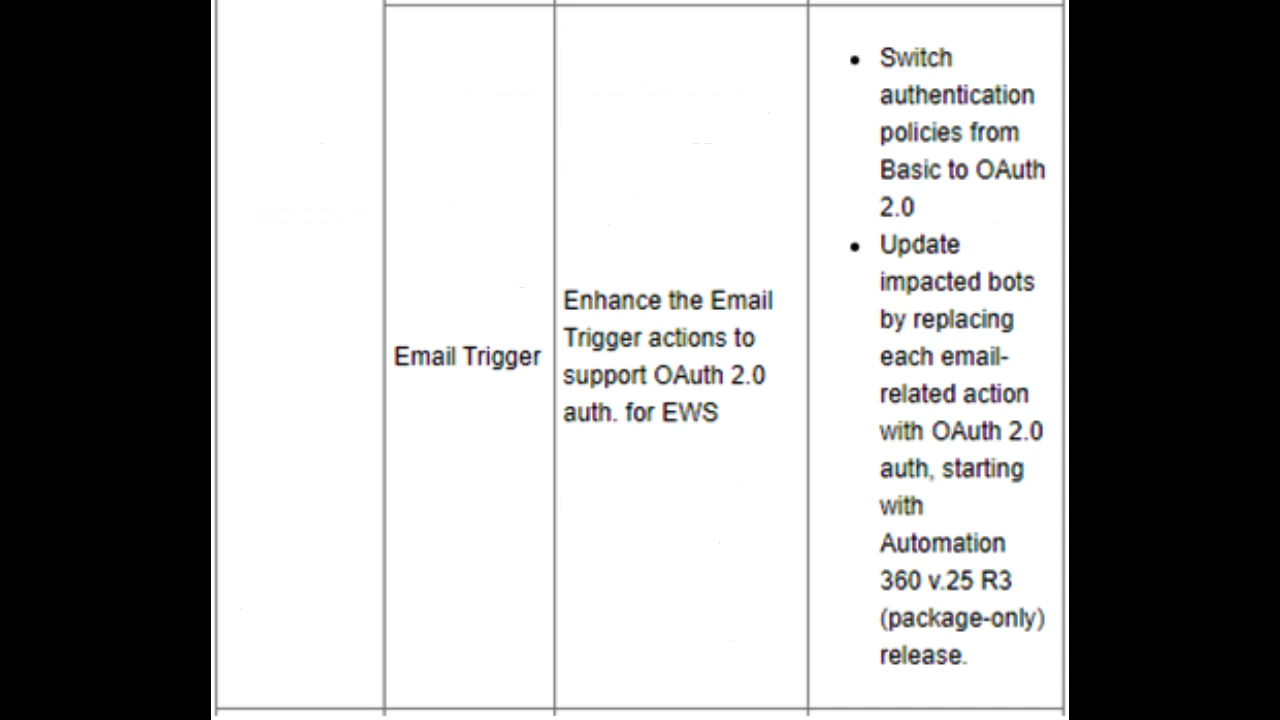 Email Trigger
Enhance the Email
Trigger actions to
support OAuth 2.0
auth. for EWS
• Switch
authentication
policies from
Basic to OAuth
2.0
• Update
impacted bots
by replacing
each email-
related action
with OAuth 2.0
auth, starting
with
Automation
360 v.25 R3
(package-only)
release.